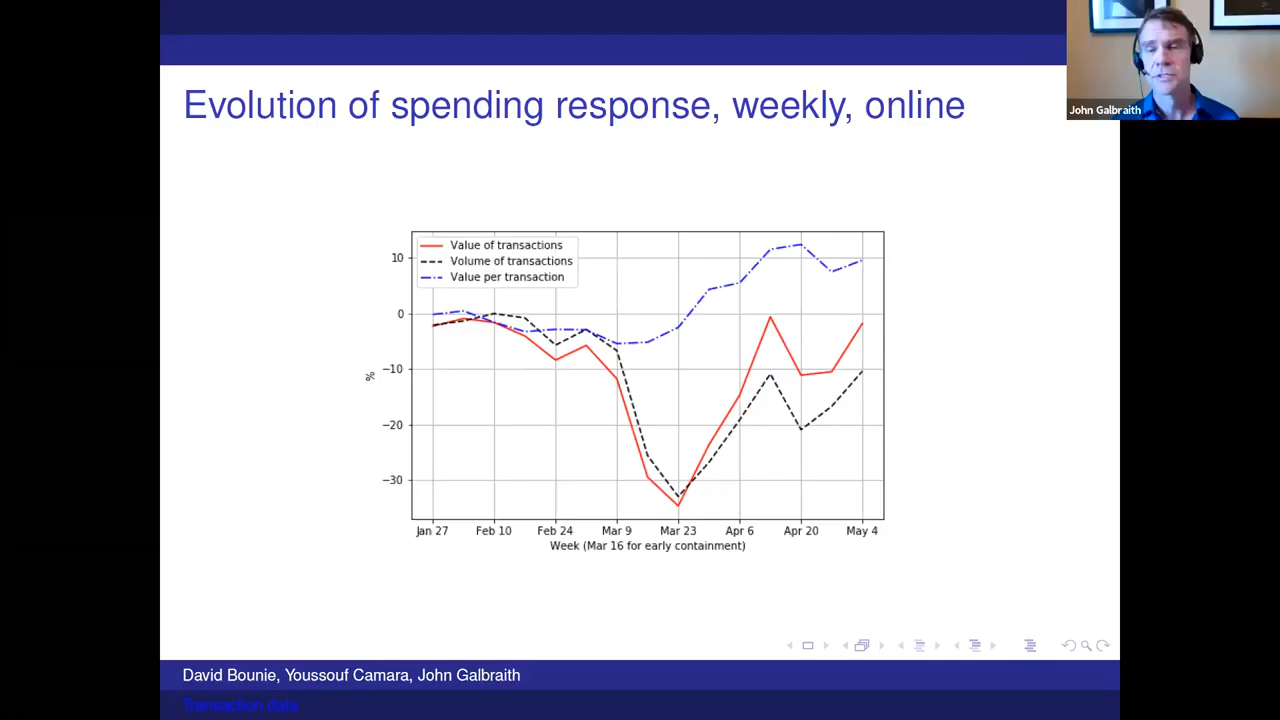 John Galbraith
Evolution of spending response, weekly, online
Value of transactions
Volume of transactions
Value per transaction
10
0
−10
−20
−30
%
Jan 27 Feb 10 Feb 24 Mar 9 Mar 23 Apr 6 Apr 20 May 4
Week (Mar 16 for early containment)
David Bounie, Youssouf Camara, John Galbraith
Transaction data